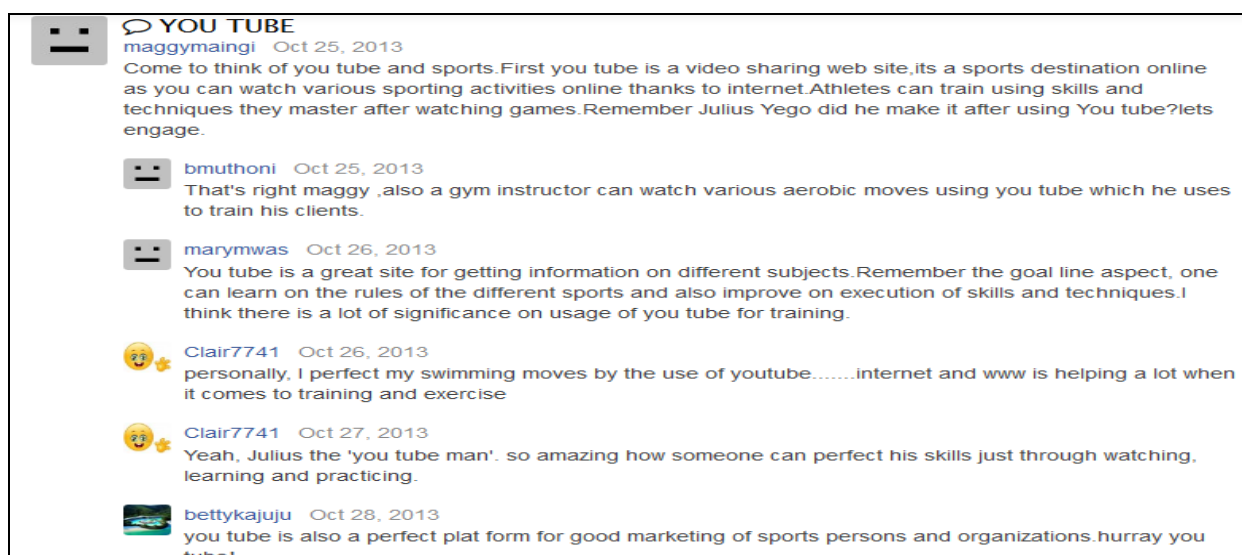 YOU TUBE
maggymaingi Oct 25, 2013
Come to think of you tube and sports.First you tube is a video sharing web site,its a sports destination online
as you can watch various sporting activities online thanks to internet.Athletes can train using skills and
techniques they master after watching games.Remember Julius Yego did he make it after using You tube?lets
engage.
bmuthoni Oct 25, 2013
That's right maggy ,also a gym instructor can watch various aerobic moves using you tube which he uses
to train his clients.
marymwas Oct 26, 2013
You tube is a great site for getting information on different subjects.Remember the goal line aspect, one
can learn on the rules of the different sports and also improve on execution of skills and techniques.I
think there is a lot of significance on usage of you tube for training.
Clair7741 Oct 26, 2013
personally, I perfect my swimming moves by the use of youtube.......internet and www is helping a lot when
it comes to training and exercise
Clair7741 Oct 27, 2013
Yeah, Julius the 'you tube man'. so amazing how someone can perfect his skills just through watching,
learning and practicing.
bettykajuju Oct 28, 2013
you tube is also a perfect plat form for good marketing of sports persons and organizations.hurray you